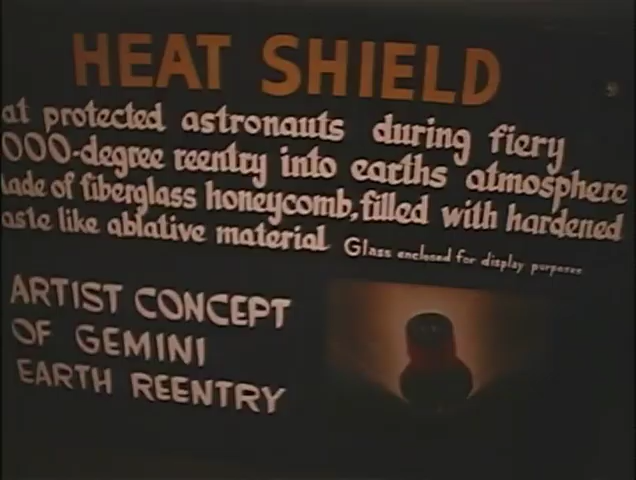 HEAT SHIELD
at protected astronauts during fiery
000-degree reentry into earths atmosphere
ade of fiberglass honeycomb, filled with hardened
aste like ablative material Glass enclosed for display purposes
ARTIST CONCEPT
OF GEMINI
EARTH REENTRY